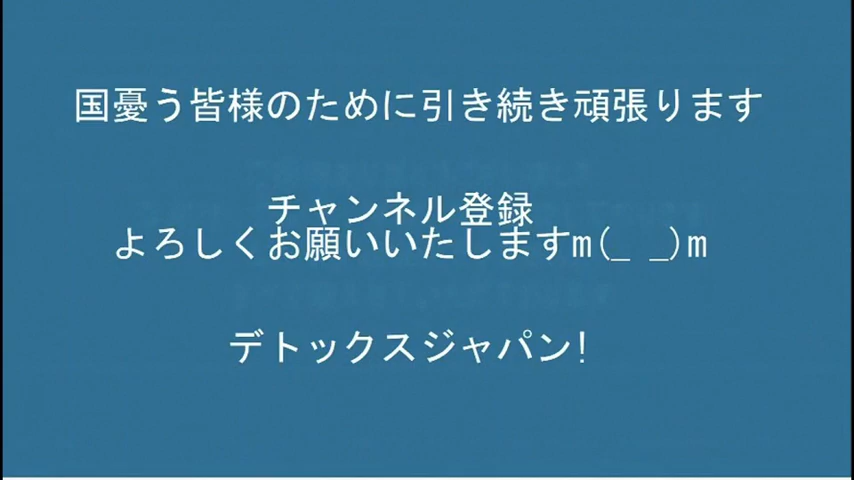 国憂う皆様のために引き続き頑張ります
チャンネル登録
よろしくお願いいたしますm(_ _)m
デトックスジャパン!